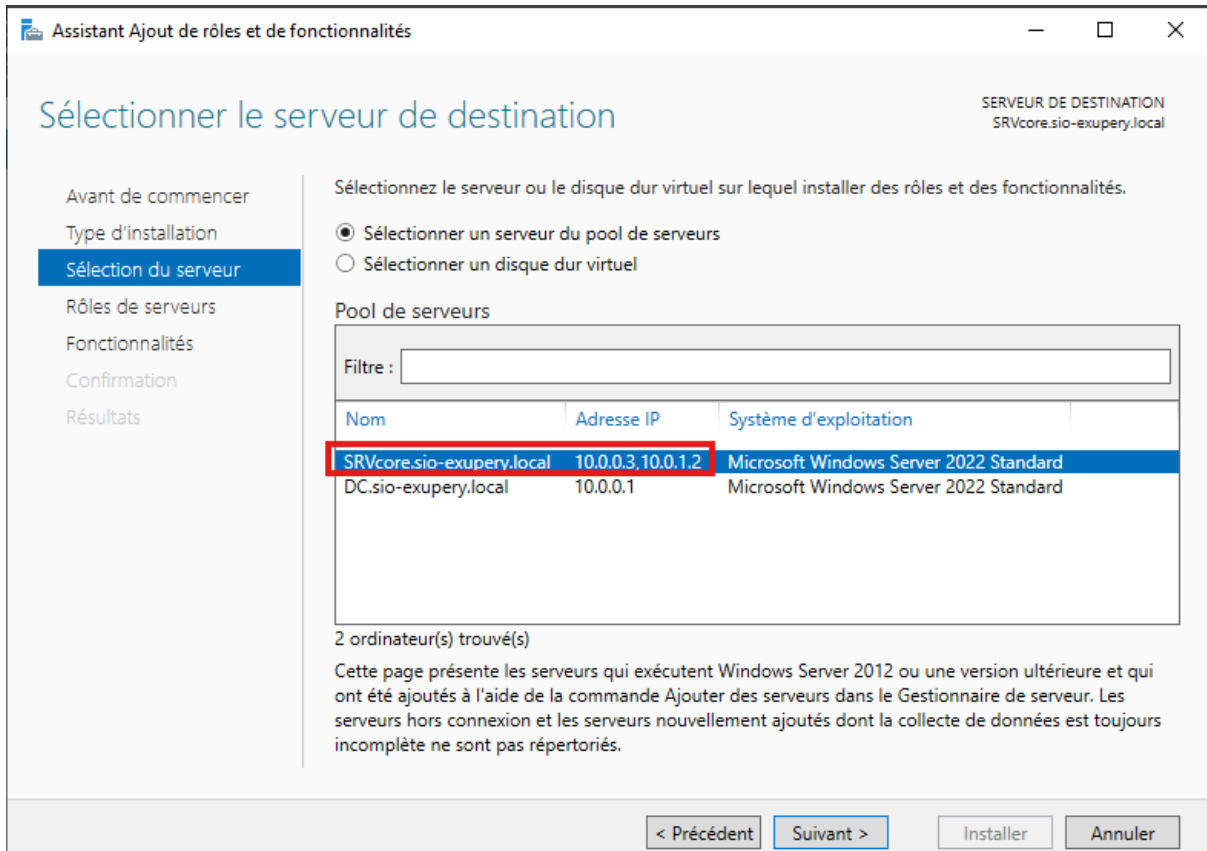 Assistant Ajout de rôles et de fonctionnalités
Sélectionner le serveur de destination
SERVEUR DE DESTINATION
SRVcore.sio-exupery.local
Avant de commencer
Type d'installation
Sélection du serveur
Rôles de serveurs
Fonctionnalités
Confirmation
Résultats
Sélectionnez le serveur ou le disque dur virtuel sur lequel installer des rôles et des fonctionnalités.
Sélectionner un serveur du pool de serveurs
Sélectionner un disque dur virtuel
Pool de serveurs
Filtre :
Nom Adresse IP Système d'exploitation
SRVcore.sio-exupery.local 10.0.0.3,10.0.1.2 Microsoft Windows Server 2022 Standard
DC.sio-exupery.local 10.0.0.1 Microsoft Windows Server 2022 Standard
2 ordinateur(s) trouvé(s)
Cette page présente les serveurs qui exécutent Windows Server 2012 ou une version ultérieure et qui
ont été ajoutés à l'aide de la commande Ajouter des serveurs dans le Gestionnaire de serveur. Les
serveurs hors connexion et les serveurs nouvellement ajoutés dont la collecte de données est toujours
incomplète ne sont pas répertoriés.
< Précédent Suivant > Installer Annuler